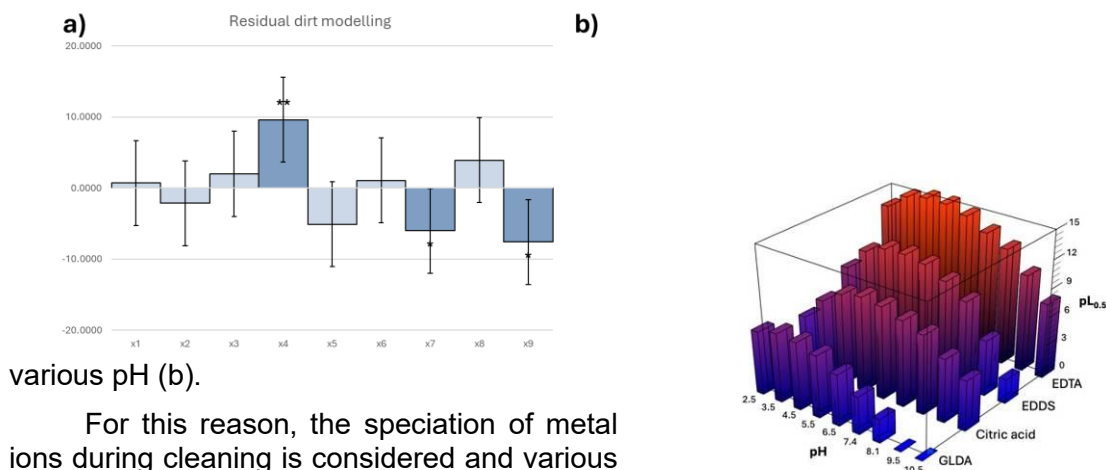 a)
Residual dirt modelling
20.0000
10.0000
**
0.0000
-10.0000
*
*
-20.0000
x1 x2 x3 x4 x5 x6 x7 x8 x9
various pH (b).
For this reason, the speciation of metal
ions during cleaning is considered and various
b)
15
12
9
6
3
0
pL0.5
EDTA
EDDS
Citric acid
GLDA
2.5
3.5
4.5
5.5
6.5
7.4
8.1
9.5
10.5
pH